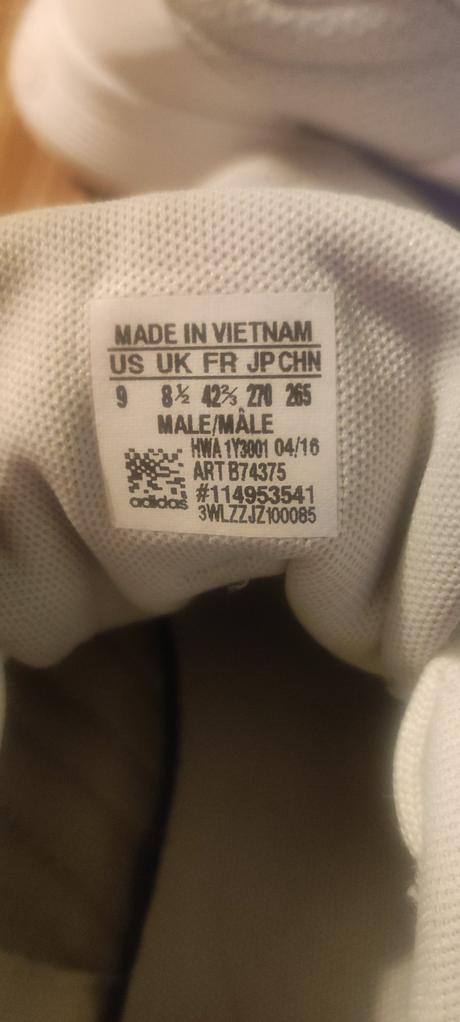 MADE IN VIETNAM
US UK FR JP CHN
9 8½ 42⅔ 270 265
MALE/MÂLE
HWA 1Y3001 04/16
ART B74375
#114953541
adidas
3WLZZJZ100085